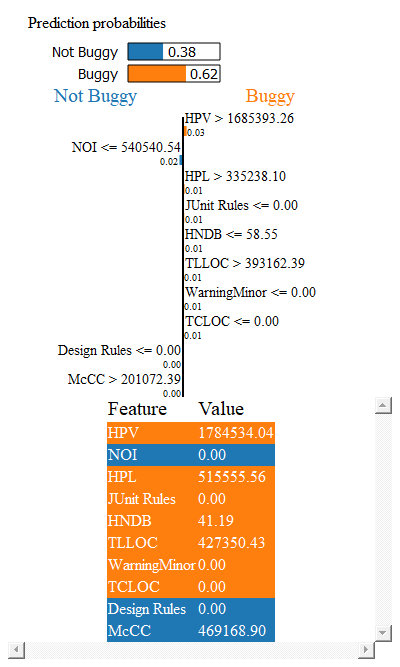 Prediction probabilities
Not Buggy 0.38
Buggy 0.62
Not Buggy Buggy
HPV > 1685393.26
0.03
NOI <= 540540.54
0.02
HPL > 335238.10
0.01
JUnit Rules <= 0.00
0.01
HNDB <= 58.55
0.01
TLLOC > 393162.39
0.01
WarningMinor <= 0.00
0.01
TCLOC <= 0.00
0.01
Design Rules <= 0.00
0.00
McCC > 201072.39
0.00
Feature Value
HPV 1784534.04
NOI 0.00
HPL 515555.56
JUnit Rules 0.00
HNDB 41.19
TLLOC 427350.43
WarningMinor 0.00
TCLOC 0.00
Design Rules 0.00
McCC 469168.90